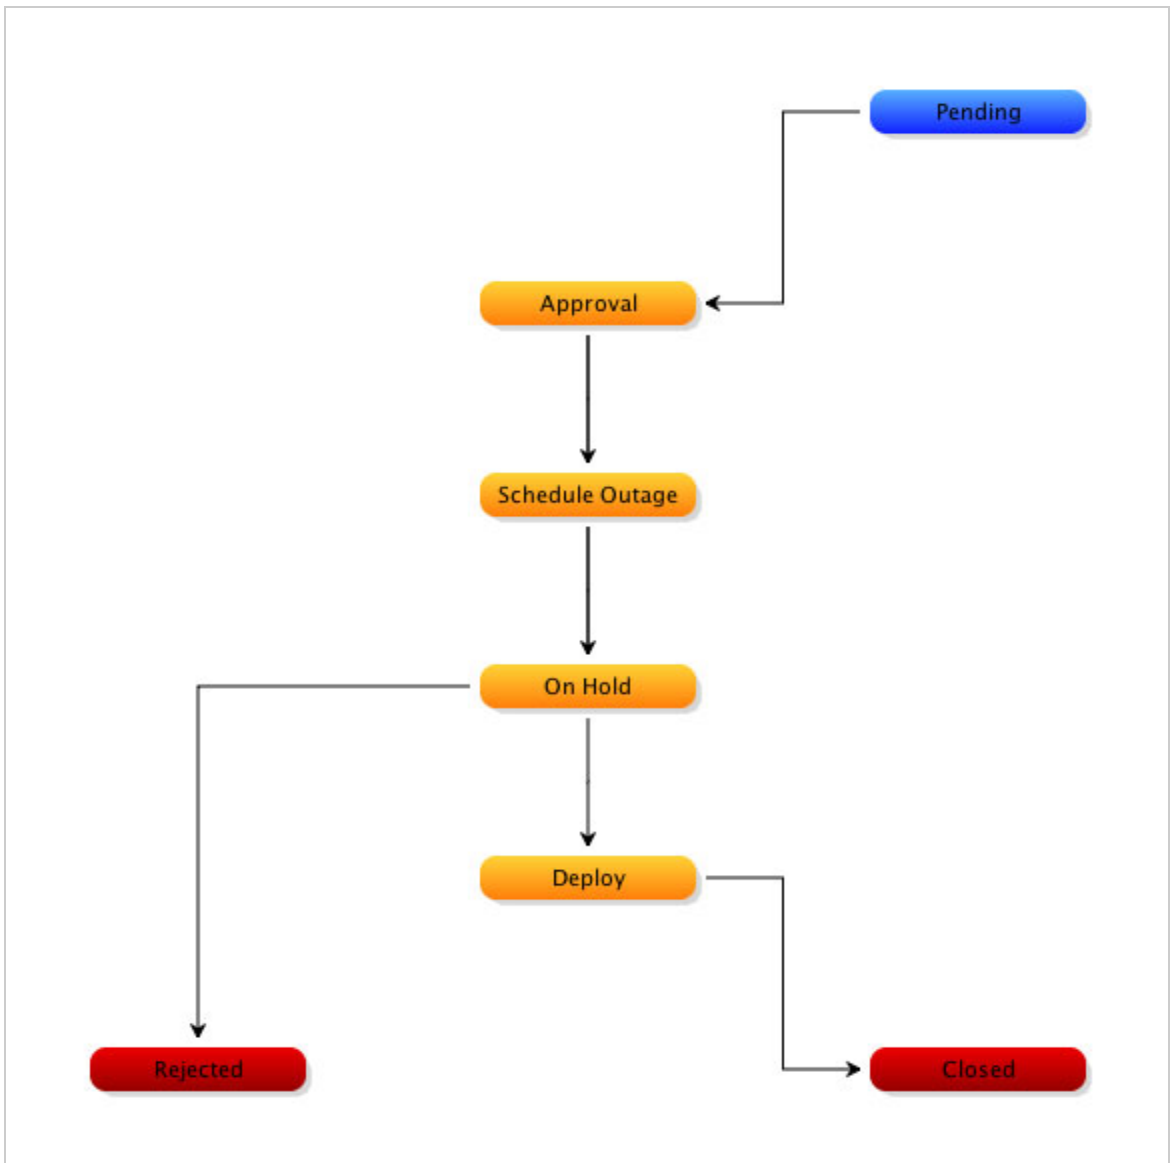 Pending
Approval
Schedule Outage
On Hold
Deploy
Rejected
Closed